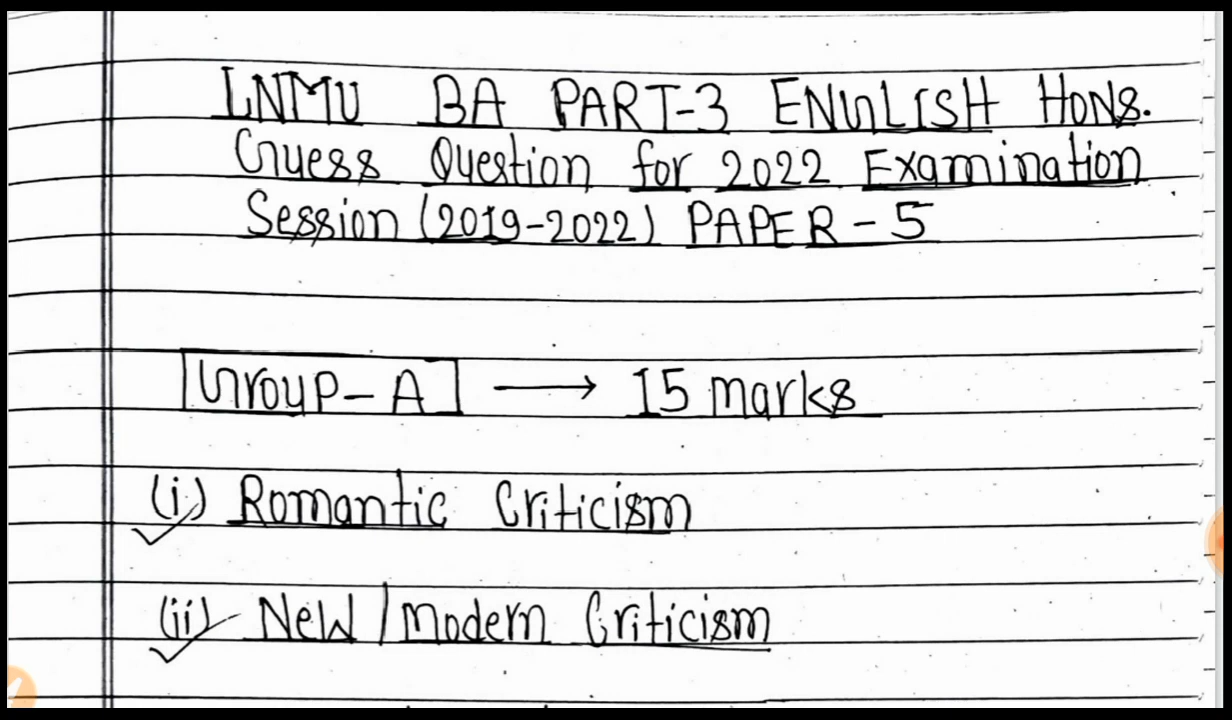 LNMU BA PART-3 ENGLISH HONS.
Guess Question for 2022 Examination
Session (2019-2022) PAPER - 5
Group - A → 15 marks
(i) Romantic Criticism
(ii) New / Modern Criticism